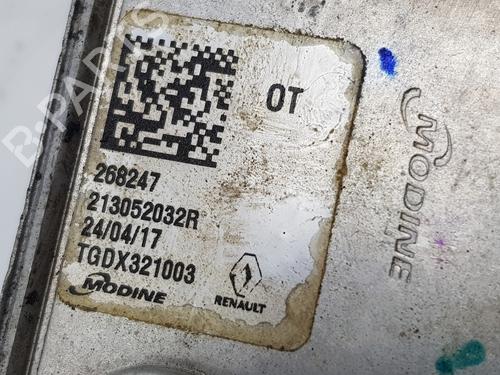 OT
268247
213052032R
24/04/17
TGDX321003
MODINE
RENAULT
MODINE
B-PARTS